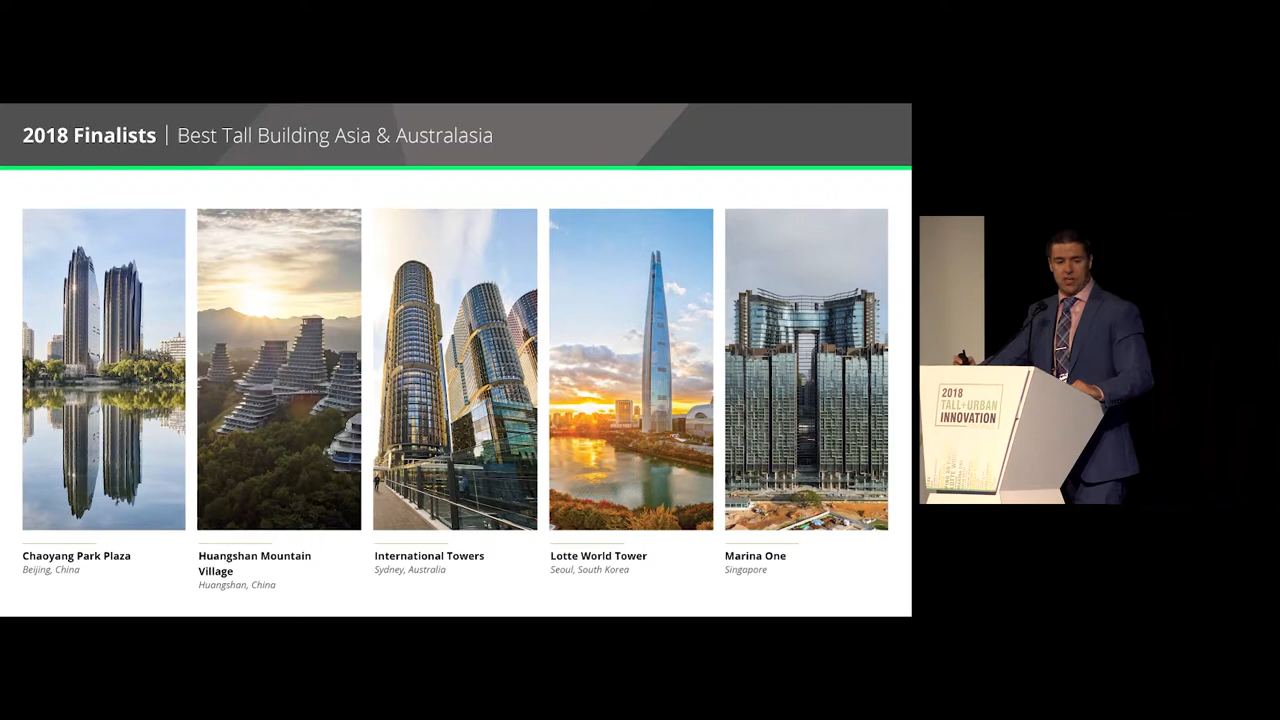 2018 Finalists | Best Tall Building Asia & Australasia
Chaoyang Park Plaza
Beijing, China
Huangshan Mountain
Village
Huangshan, China
International Towers
Sydney, Australia
Lotte World Tower
Seoul, South Korea
Marina One
Singapore
2018
TALL+URBAN
INNOVATION